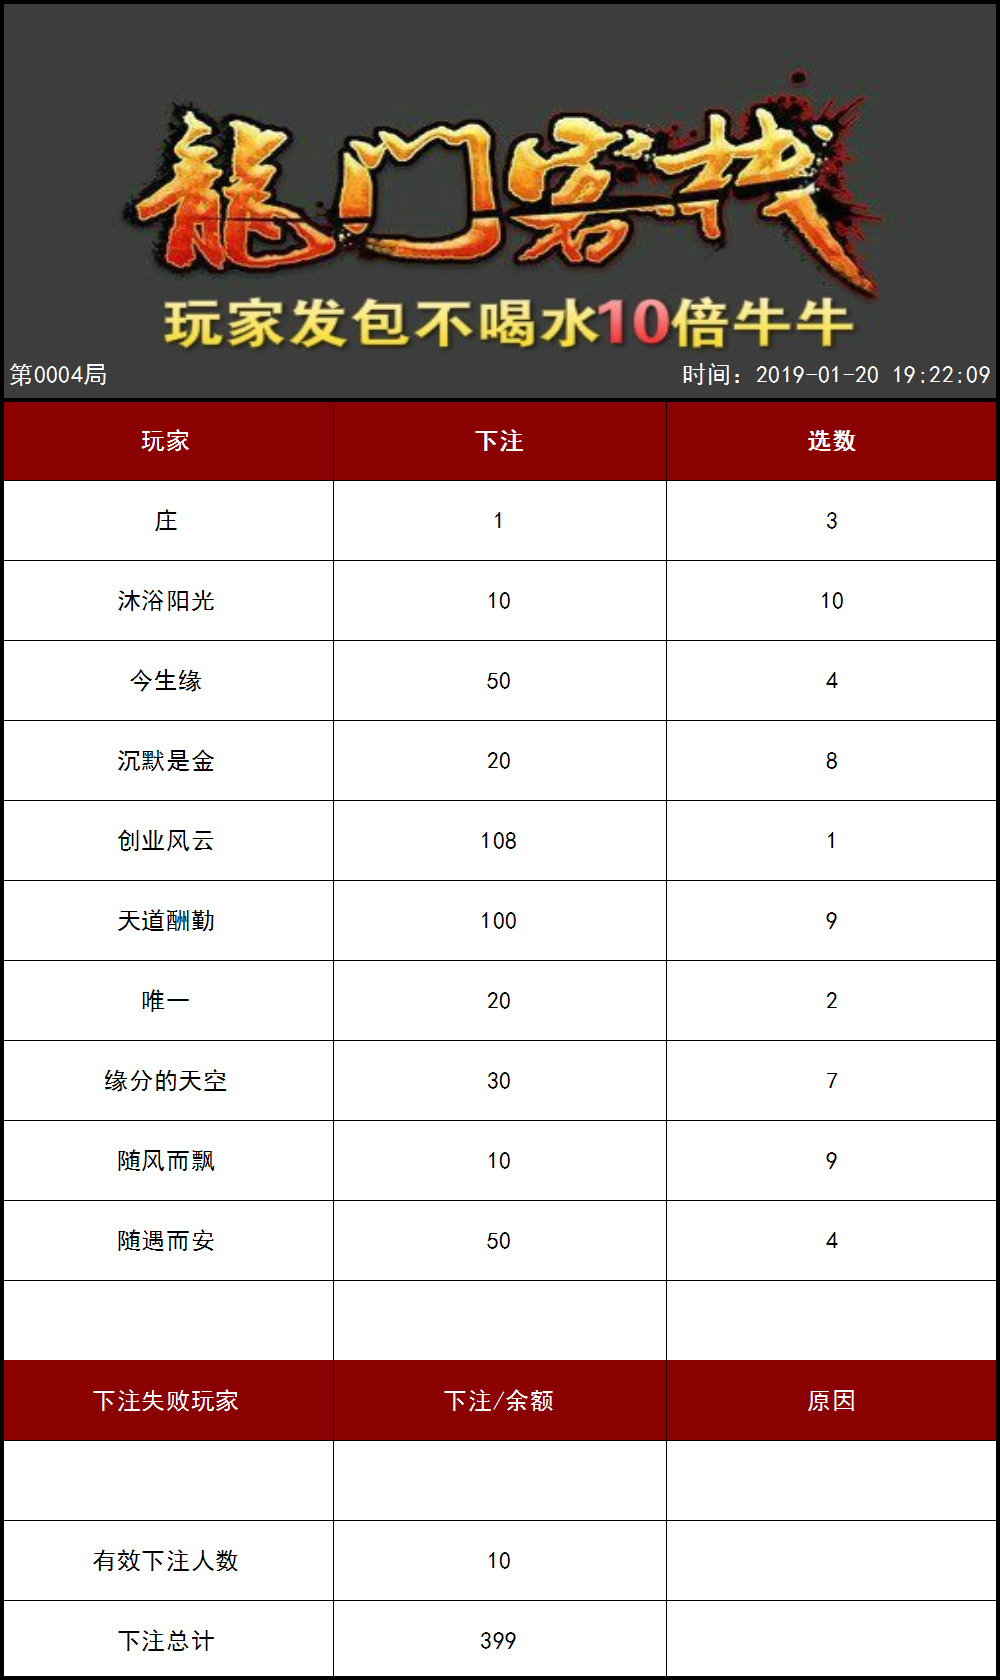 龍门客栈
玩家发包不喝水10倍牛牛
第0004局 时间：2019-01-20 19:22:09
玩家 下注 选数
庄 1 3
沐浴阳光 10 10
今生缘 50 4
沉默是金 20 8
创业风云 108 1
天道酬勤 100 9
唯一 20 2
缘分的天空 30 7
随风而飘 10 9
随遇而安 50 4
下注失败玩家 下注/余额 原因
有效下注人数 10
下注总计 399